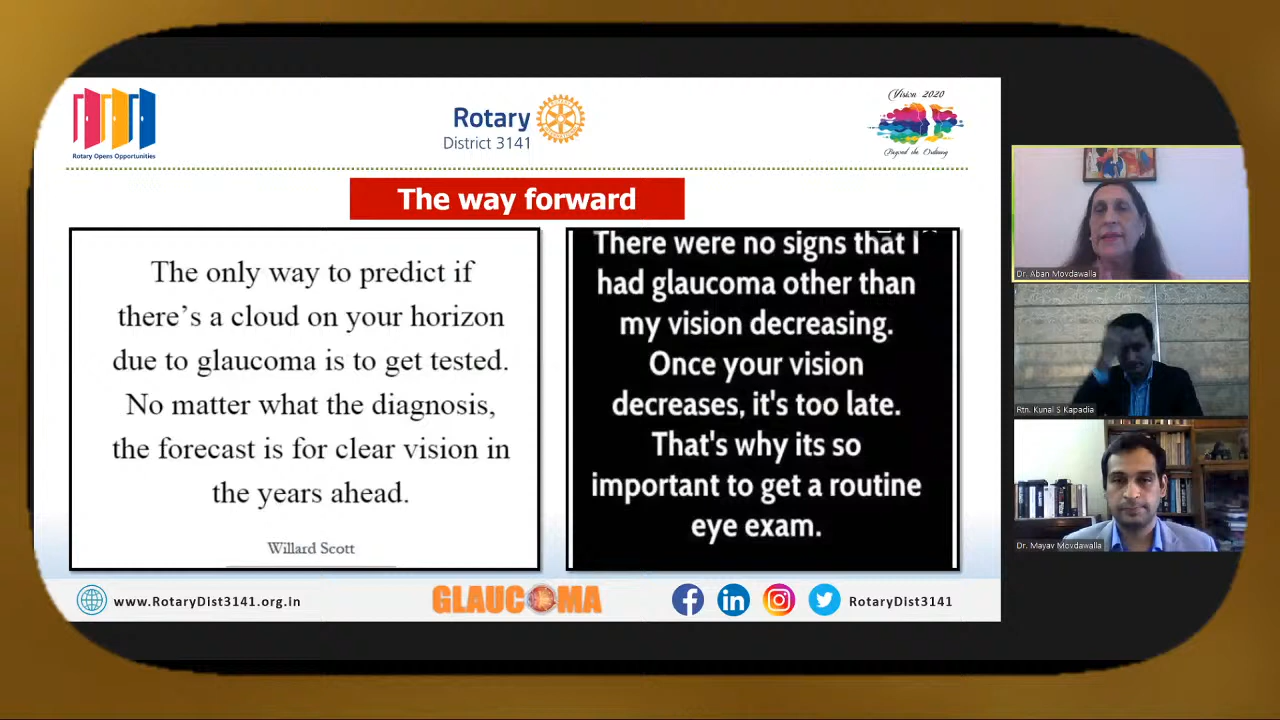 Rotary Opens Opportunities
Rotary
District 3141
Vision 2020
Beyond the Ordinary
The way forward
The only way to predict if
there's a cloud on your horizon
due to glaucoma is to get tested.
No matter what the diagnosis,
the forecast is for clear vision in
the years ahead.
Willard Scott
There were no signs that I
had glaucoma other than
my vision decreasing.
Once your vision
decreases, it's too late.
That's why its so
important to get a routine
eye exam.
www.RotaryDist3141.org.in
GLAUCOMA
RotaryDist3141
Dr. Aban Movdawalla
Rtn. Kunal S Kapadia
Dr. Mayav Movdawalla